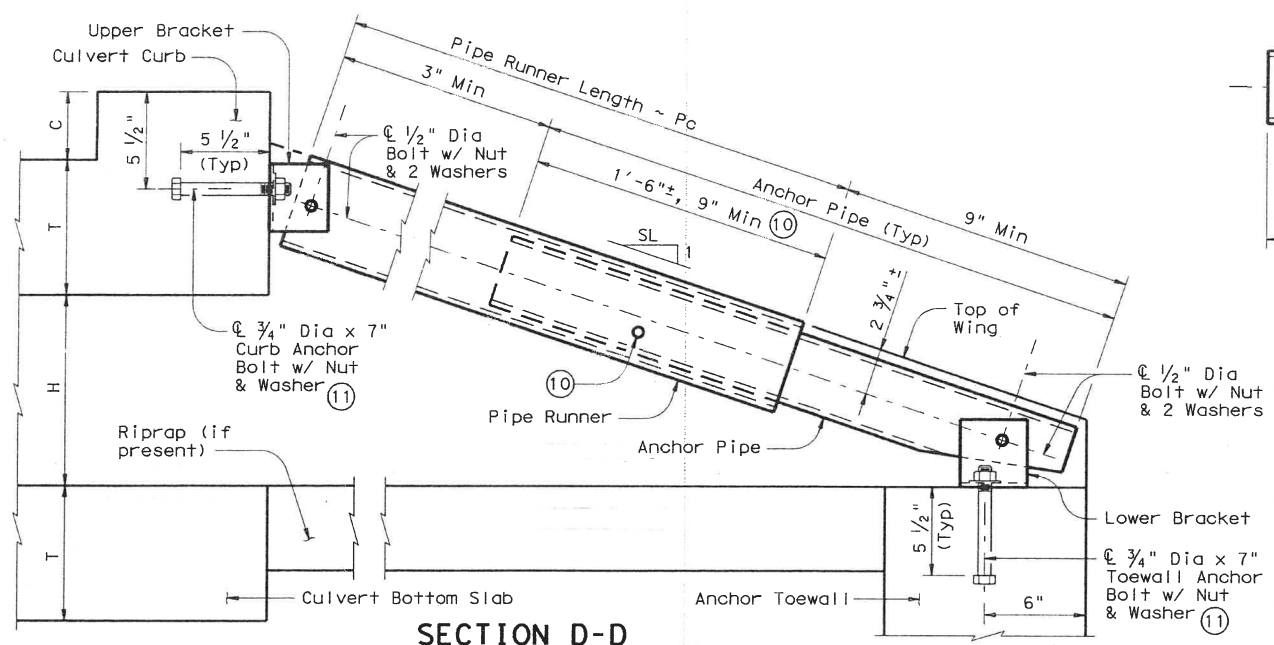 Upper Bracket
Culvert Curb
Pipe Runner Length ~ Pc
3" Min
C
5 1/2"
5 1/2"
(Typ)
℄ 1/2" Dia
Bolt w/ Nut
& 2 Washers
1'-6"±, 9" Min 10
Anchor Pipe (Typ)
9" Min
SL
1
2 3/4"±
Top of
Wing
T
℄ 3/4" Dia x 7"
Curb Anchor
Bolt w/ Nut
& Washer 11
10
Pipe Runner
Anchor Pipe
℄ 1/2" Dia
Bolt w/ Nut
& 2 Washers
H
Riprap (if
present)
T
5 1/2"
(Typ)
Lower Bracket
℄ 3/4" Dia x 7"
Toewall Anchor
Bolt w/ Nut
& Washer 11
Culvert Bottom Slab
Anchor Toewall
6"
SECTION D-D